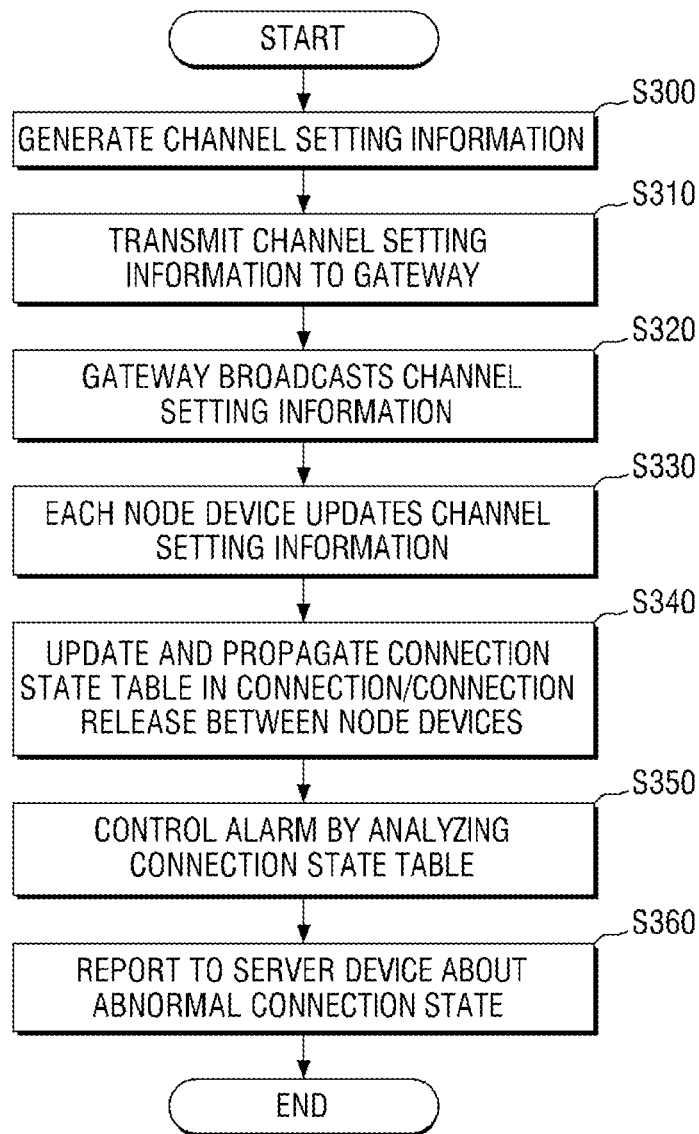 START
S300
GENERATE CHANNEL SETTING INFORMATION
S310
TRANSMIT CHANNEL SETTING
INFORMATION TO GATEWAY
S320
GATEWAY BROADCASTS CHANNEL
SETTING INFORMATION
S330
EACH NODE DEVICE UPDATES CHANNEL
SETTING INFORMATION
S340
UPDATE AND PROPAGATE CONNECTION
STATE TABLE IN CONNECTION/CONNECTION
RELEASE BETWEEN NODE DEVICES
S350
CONTROL ALARM BY ANALYZING
CONNECTION STATE TABLE
S360
REPORT TO SERVER DEVICE ABOUT
ABNORMAL CONNECTION STATE
END